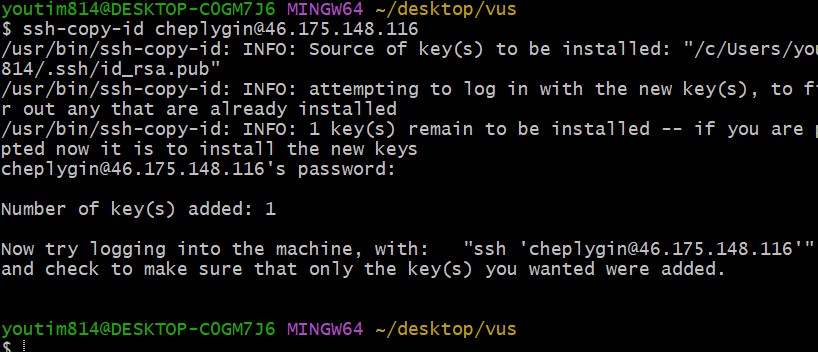 youtim814@DESKTOP-COGM7J6 MINGW64 ~/desktop/vus
$ ssh-copy-id cheplygin@46.175.148.116
/usr/bin/ssh-copy-id: INFO: Source of key(s) to be installed: "/c/Users/you
814/.ssh/id_rsa.pub"
/usr/bin/ssh-copy-id: INFO: attempting to log in with the new key(s), to fi
r out any that are already installed
/usr/bin/ssh-copy-id: INFO: 1 key(s) remain to be installed -- if you are p
pted now it is to install the new keys
cheplygin@46.175.148.116's password:
Number of key(s) added: 1
Now try logging into the machine, with:   "ssh 'cheplygin@46.175.148.116'"
and check to make sure that only the key(s) you wanted were added.
youtim814@DESKTOP-COGM7J6 MINGW64 ~/desktop/vus
$